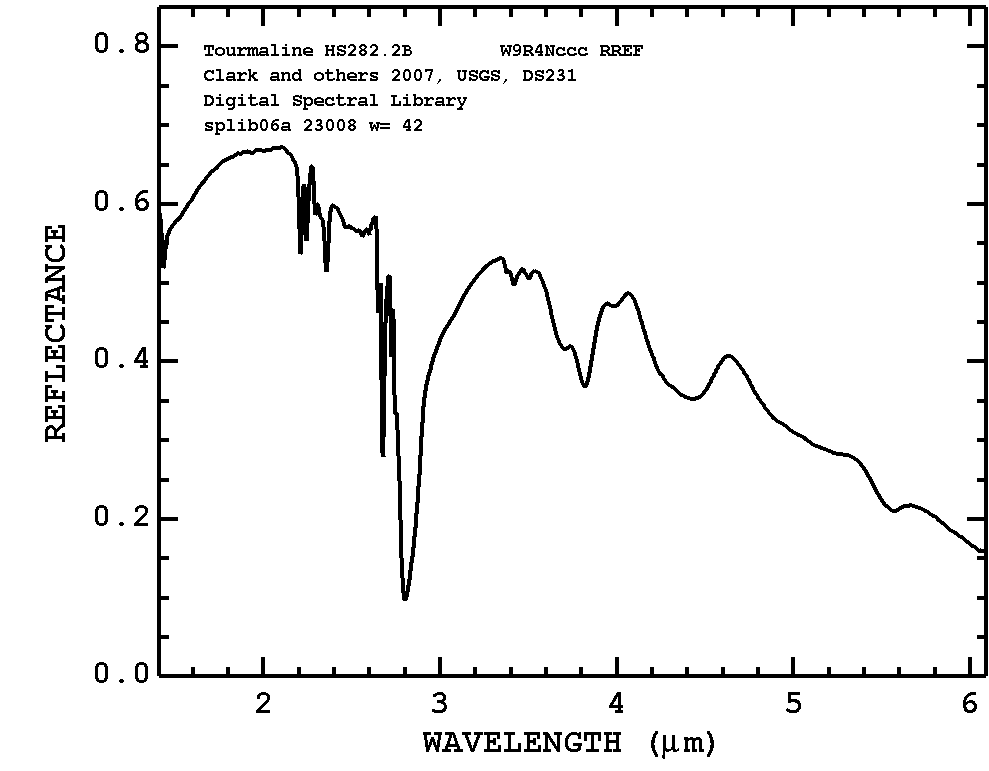 Tourmaline HS282.2B W9R4Nccc RREF
Clark and others 2007, USGS, DS231
Digital Spectral Library
splib06a 23008 w= 42
0.8
0.6
0.4
0.2
0.0
REFLECTANCE
2 3 4 5 6
WAVELENGTH (μm)